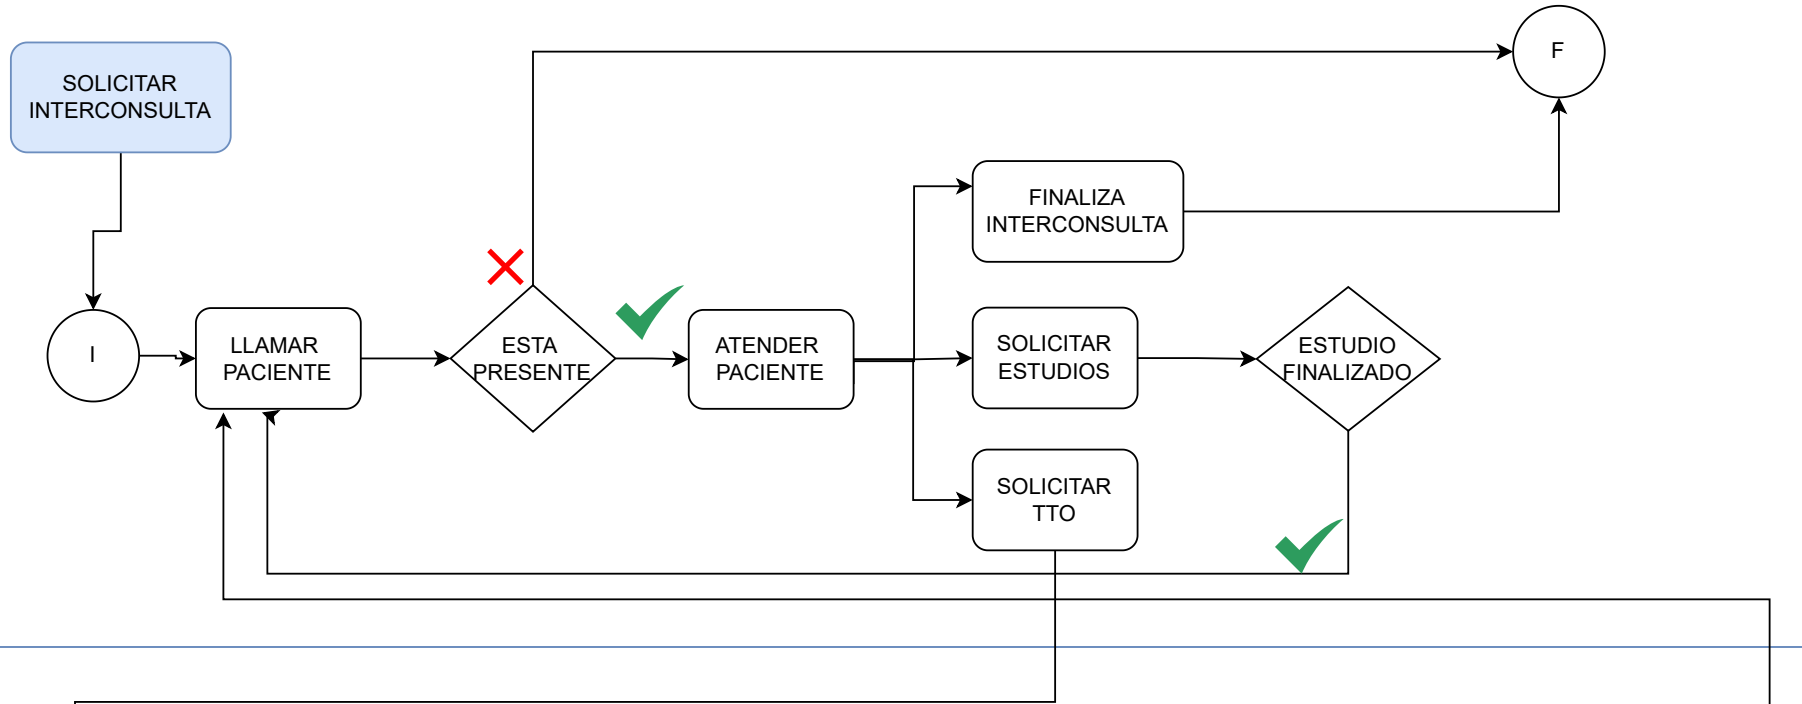 SOLICITAR
INTERCONSULTA
F
FINALIZA
INTERCONSULTA
I
LLAMAR
PACIENTE
ESTA
PRESENTE
ATENDER
PACIENTE
SOLICITAR
ESTUDIOS
ESTUDIO
FINALIZADO
SOLICITAR
TTO